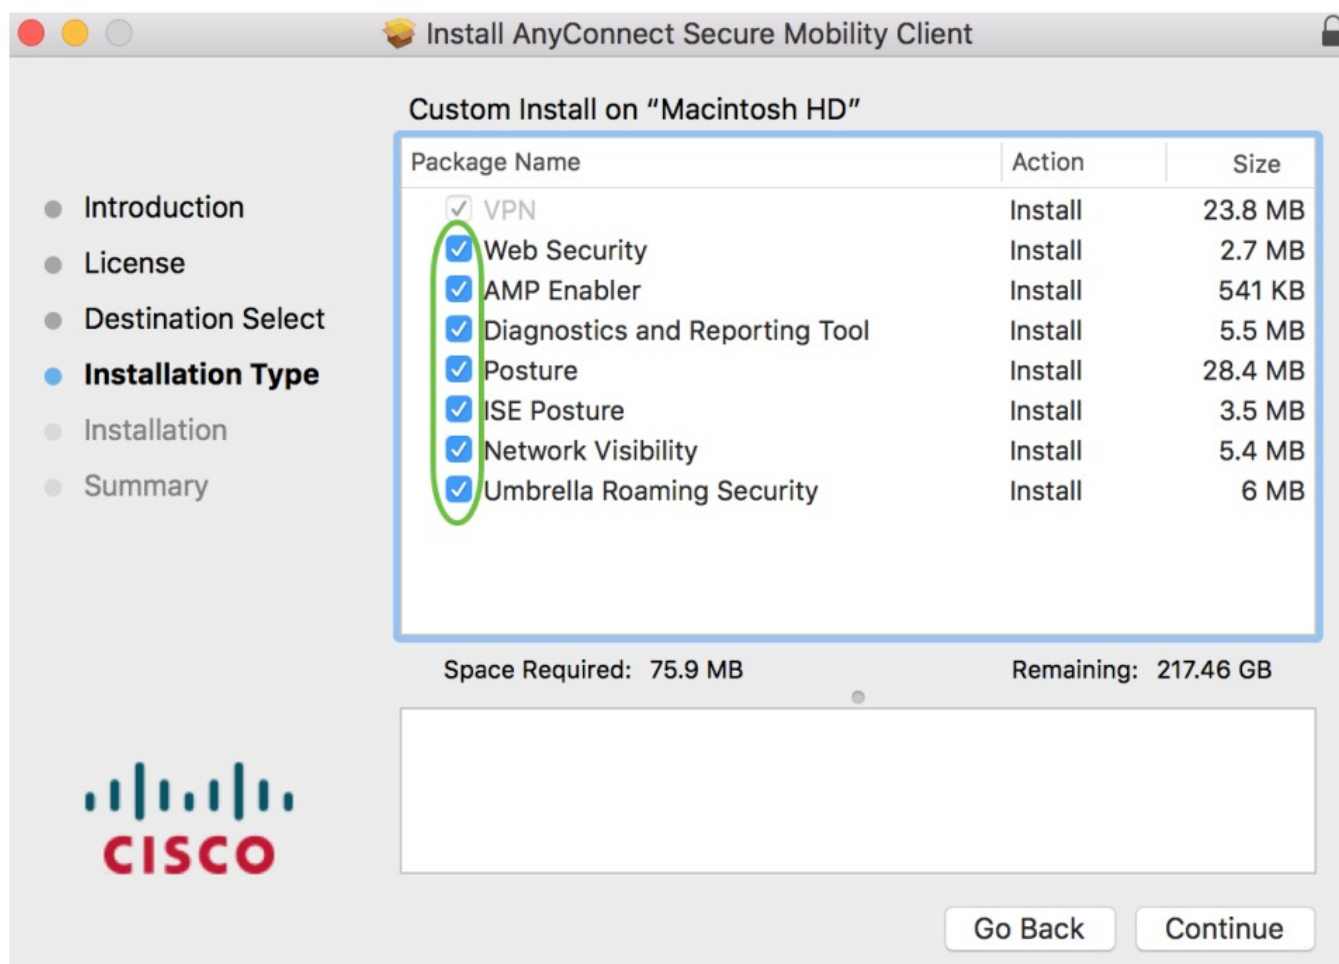 Install AnyConnect Secure Mobility Client
Custom Install on “Macintosh HD”
Introduction
License
Destination Select
Installation Type
Installation
Summary
Package Name Action Size
VPN Install 23.8 MB
Web Security Install 2.7 MB
AMP Enabler Install 541 KB
Diagnostics and Reporting Tool Install 5.5 MB
Posture Install 28.4 MB
ISE Posture Install 3.5 MB
Network Visibility Install 5.4 MB
Umbrella Roaming Security Install 6 MB
Space Required: 75.9 MB Remaining: 217.46 GB
CISCO
Go Back Continue